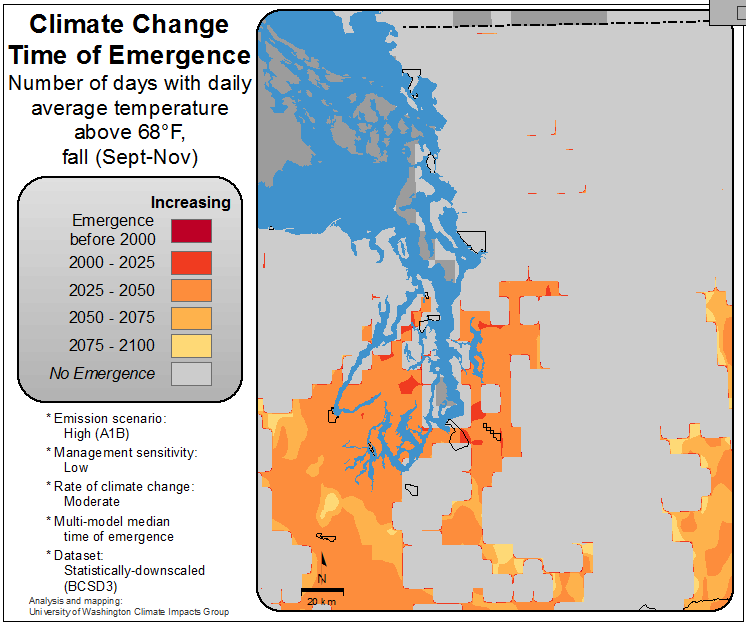 Climate Change
Time of Emergence
Number of days with daily
average temperature
above 68°F,
fall (Sept-Nov)
Increasing
Emergence
before 2000
2000 - 2025
2025 - 2050
2050 - 2075
2075 - 2100
No Emergence
* Emission scenario:
High (A1B)
* Management sensitivity:
Low
* Rate of climate change:
Moderate
* Multi-model median
time of emergence
* Dataset:
Statistically-downscaled
(BCSD3)
Analysis and mapping:
University of Washington Climate Impacts Group
N
20 km